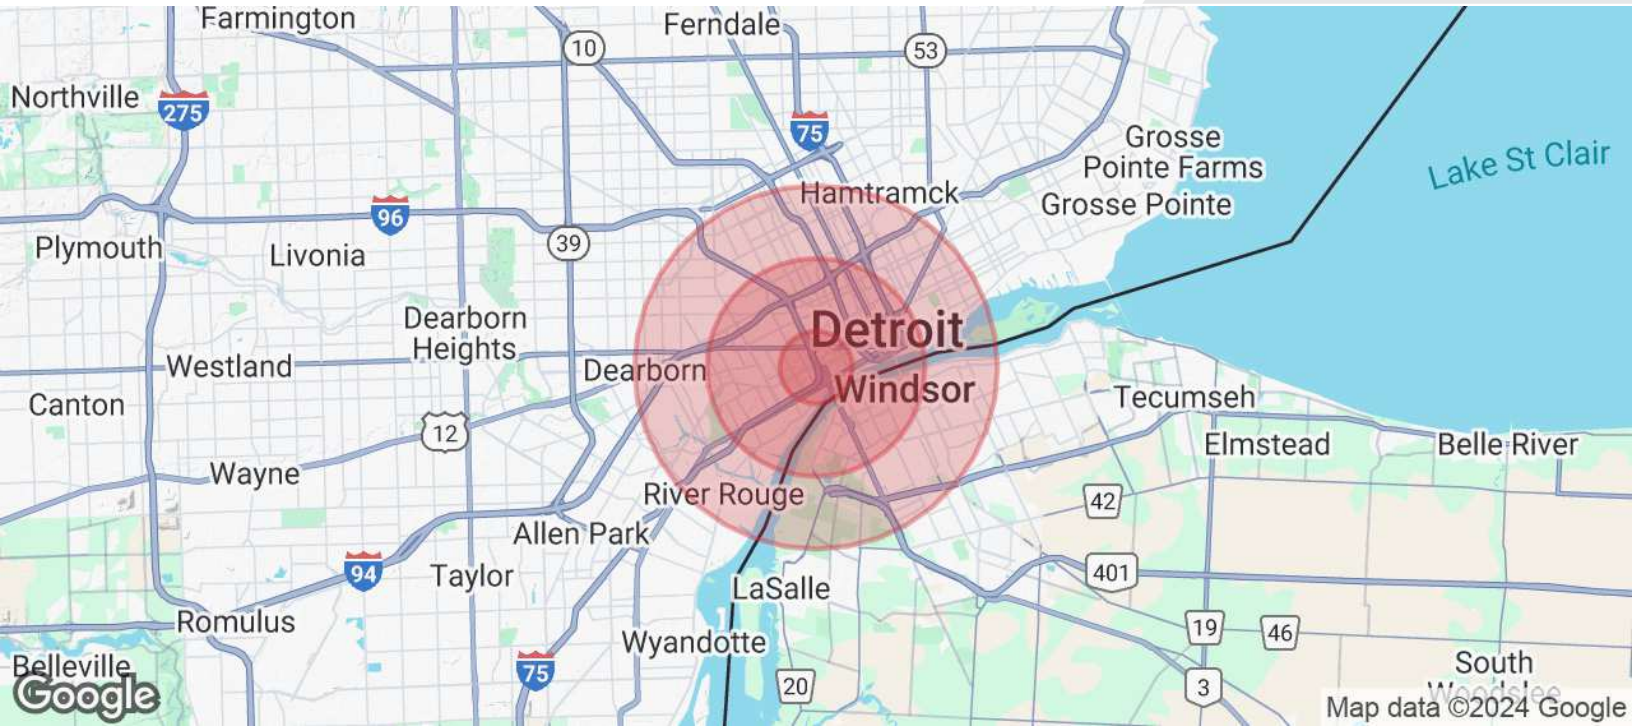 Farmington
Ferndale
10
53
Northville
275
75
Grosse
Pointe Farms
Lake St Clair
Hamtramck
Grosse Pointe
96
Plymouth
Livonia
39
Dearborn
Heights
Detroit
Westland
Dearborn
Windsor
Canton
Tecumseh
12
Elmstead
Belle River
Wayne
River Rouge
42
Allen Park
94
Taylor
401
LaSalle
Romulus
19
46
Wyandotte
Belleville
75
South
Woodslee
20
3
Google
Map data ©2024 Google